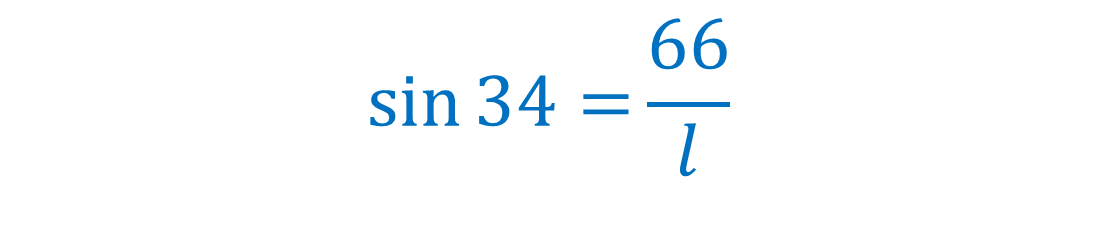 sin 34 = 66/l